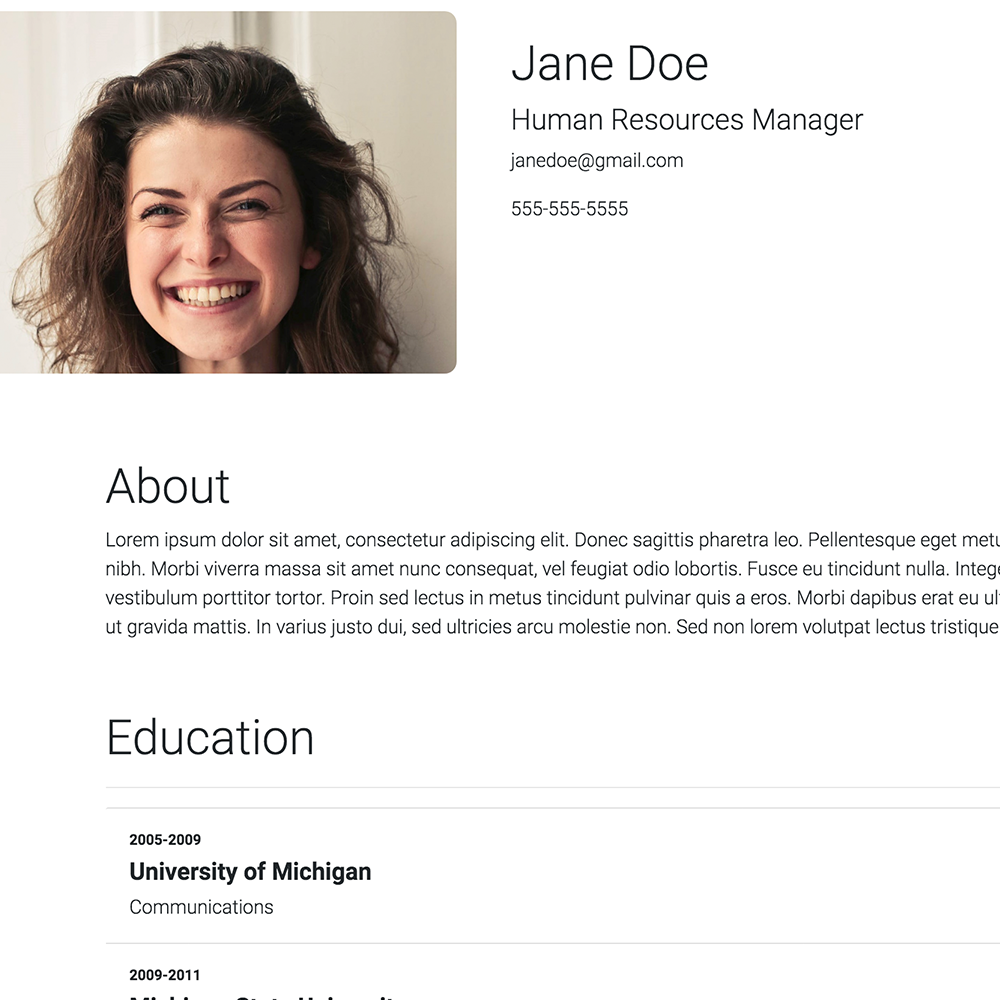 Jane Doe
Human Resources Manager
janedoe@gmail.com
555-555-5555
About
Lorem ipsum dolor sit amet, consectetur adipiscing elit. Donec sagittis pharetra leo. Pellentesque eget metu
nibh. Morbi viverra massa sit amet nunc consequat, vel feugiat odio lobortis. Fusce eu tincidunt nulla. Intege
vestibulum porttitor tortor. Proin sed lectus in metus tincidunt pulvinar quis a eros. Morbi dapibus erat eu ul
ut gravida mattis. In varius justo dui, sed ultricies arcu molestie non. Sed non lorem volutpat lectus tristique
Education
2005-2009
University of Michigan
Communications
2009-2011
Michigan State University